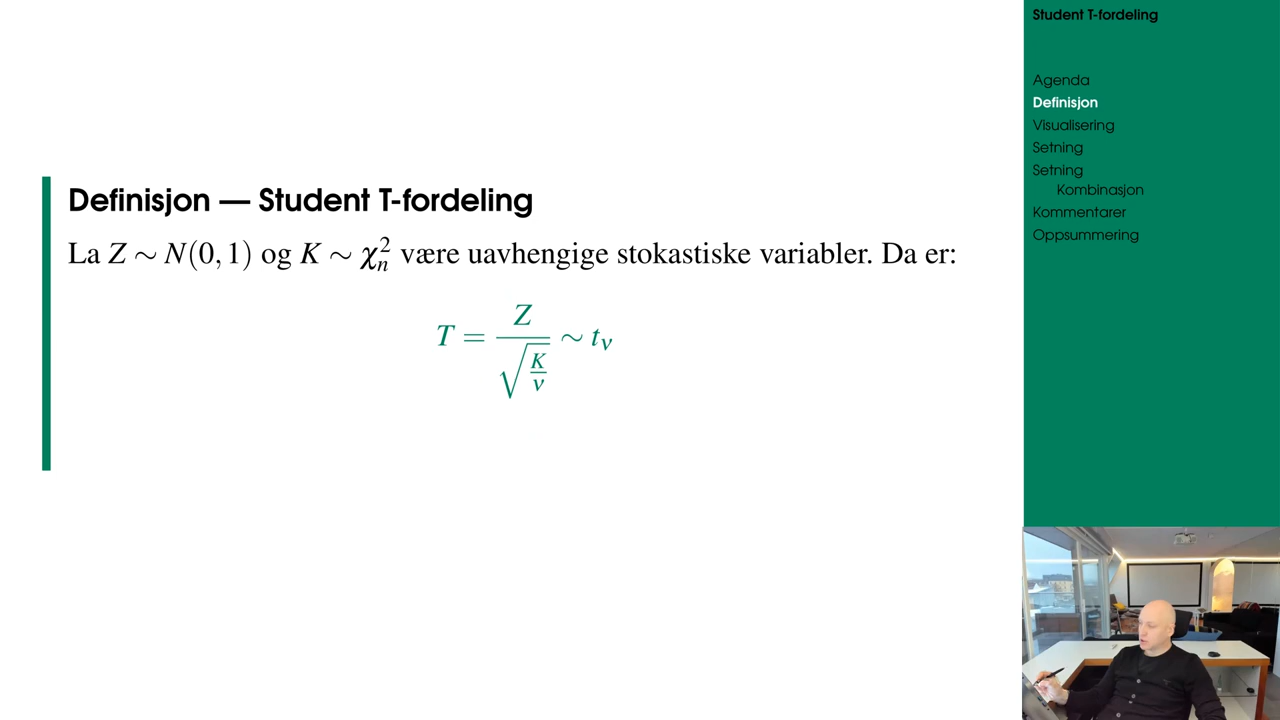 Student T-fordeling
Agenda
Definisjon
Visualisering
Setning
Setning
Kombinasjon
Kommentarer
Oppsummering
Definisjon — Student T-fordeling
La Z ∼ N(0, 1) og K ∼ χ²ₙ være uavhengige stokastiske variabler. Da er:
T = Z / √(K/ν) ∼ t_ν